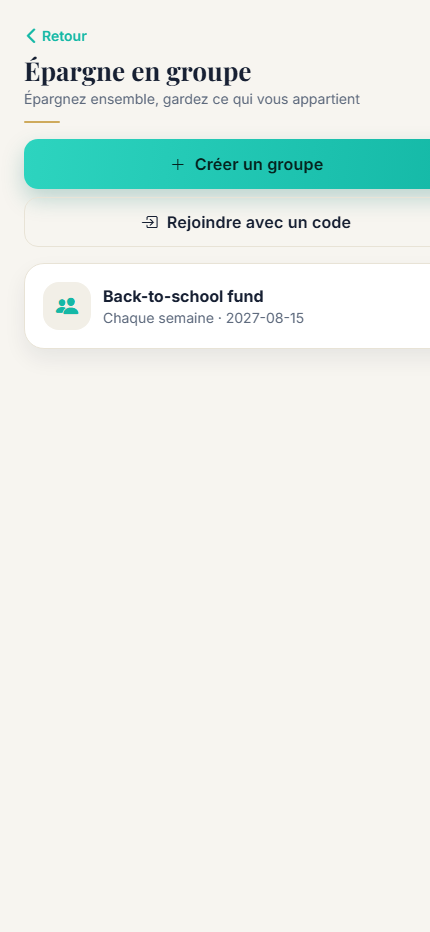 Retour
Épargne en groupe
Épargnez ensemble, gardez ce qui vous appartient
Créer un groupe
Rejoindre avec un code
Back-to-school fund
Chaque semaine · 2027-08-15